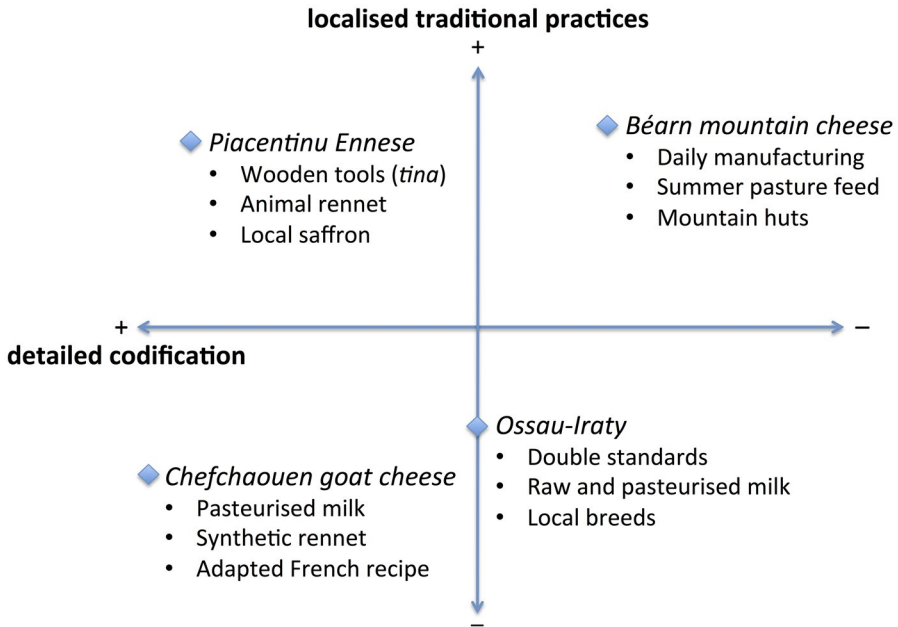 localised traditional practices
+
Piacentinu Ennese
• Wooden tools (tina)
• Animal rennet
• Local saffron
Béarn mountain cheese
• Daily manufacturing
• Summer pasture feed
• Mountain huts
+
–
detailed codification
Ossau-Iraty
• Double standards
• Raw and pasteurised milk
• Local breeds
Chefchaouen goat cheese
• Pasteurised milk
• Synthetic rennet
• Adapted French recipe
–